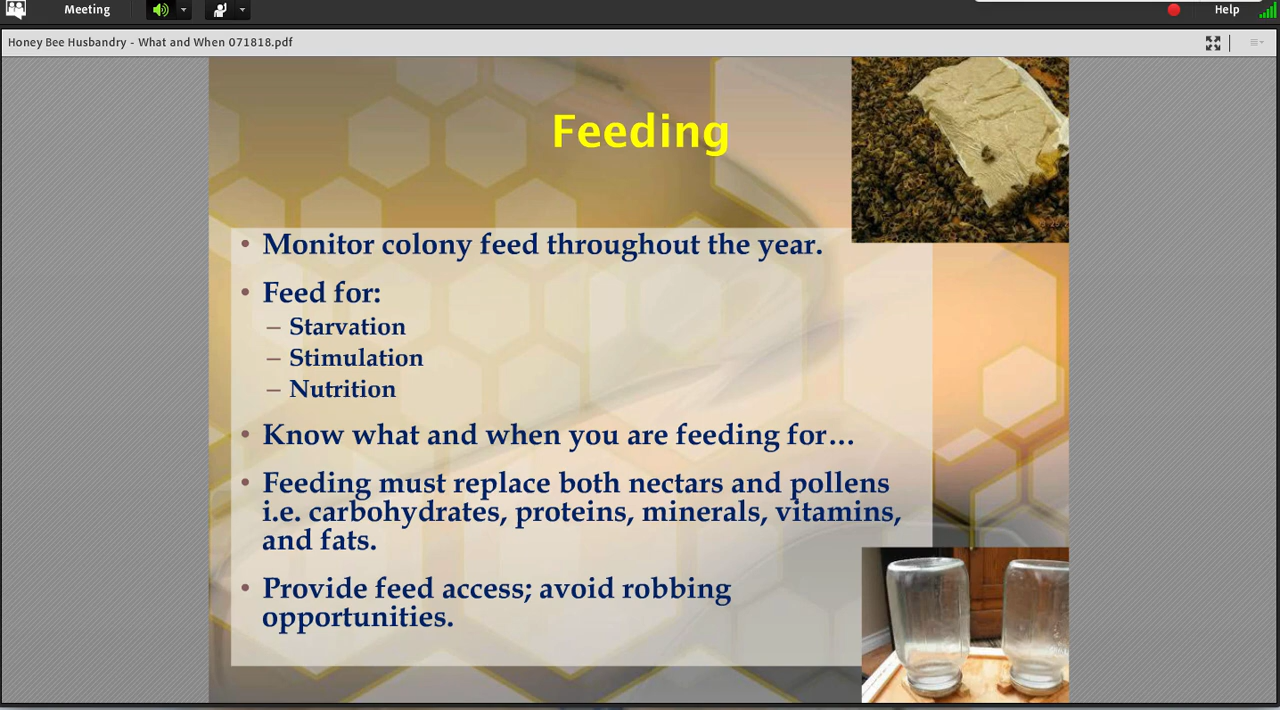 Meeting
Help
Honey Bee Husbandry - What and When 071818.pdf
Feeding
• Monitor colony feed throughout the year.
• Feed for:
– Starvation
– Stimulation
– Nutrition
• Know what and when you are feeding for…
• Feeding must replace both nectars and pollens
i.e. carbohydrates, proteins, minerals, vitamins,
and fats.
• Provide feed access; avoid robbing
opportunities.